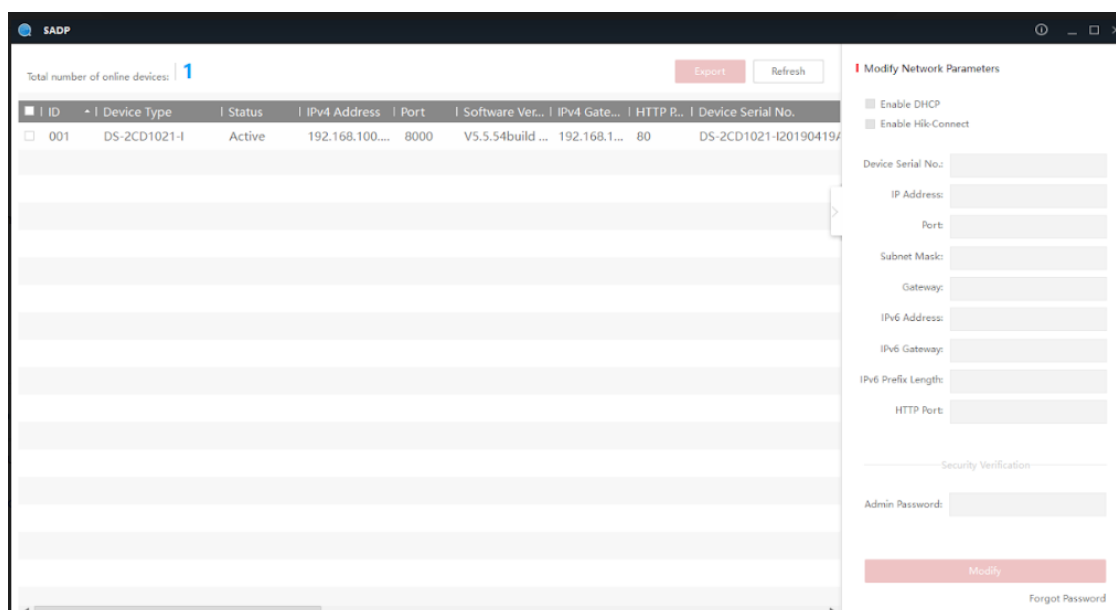 SADP
Total number of online devices: 1
Export
Refresh
ID Device Type Status IPv4 Address Port Software Ver... IPv4 Gate... HTTP P... Device Serial No.
001 DS-2CD1021-I Active 192.168.100.... 8000 V5.5.54build ... 192.168.1... 80 DS-2CD1021-I20190419A
Modify Network Parameters
Enable DHCP
Enable Hik-Connect
Device Serial No.:
IP Address:
Port:
Subnet Mask:
Gateway:
IPv6 Address:
IPv6 Gateway:
IPv6 Prefix Length:
HTTP Port:
Security Verification
Admin Password:
Modify
Forgot Password